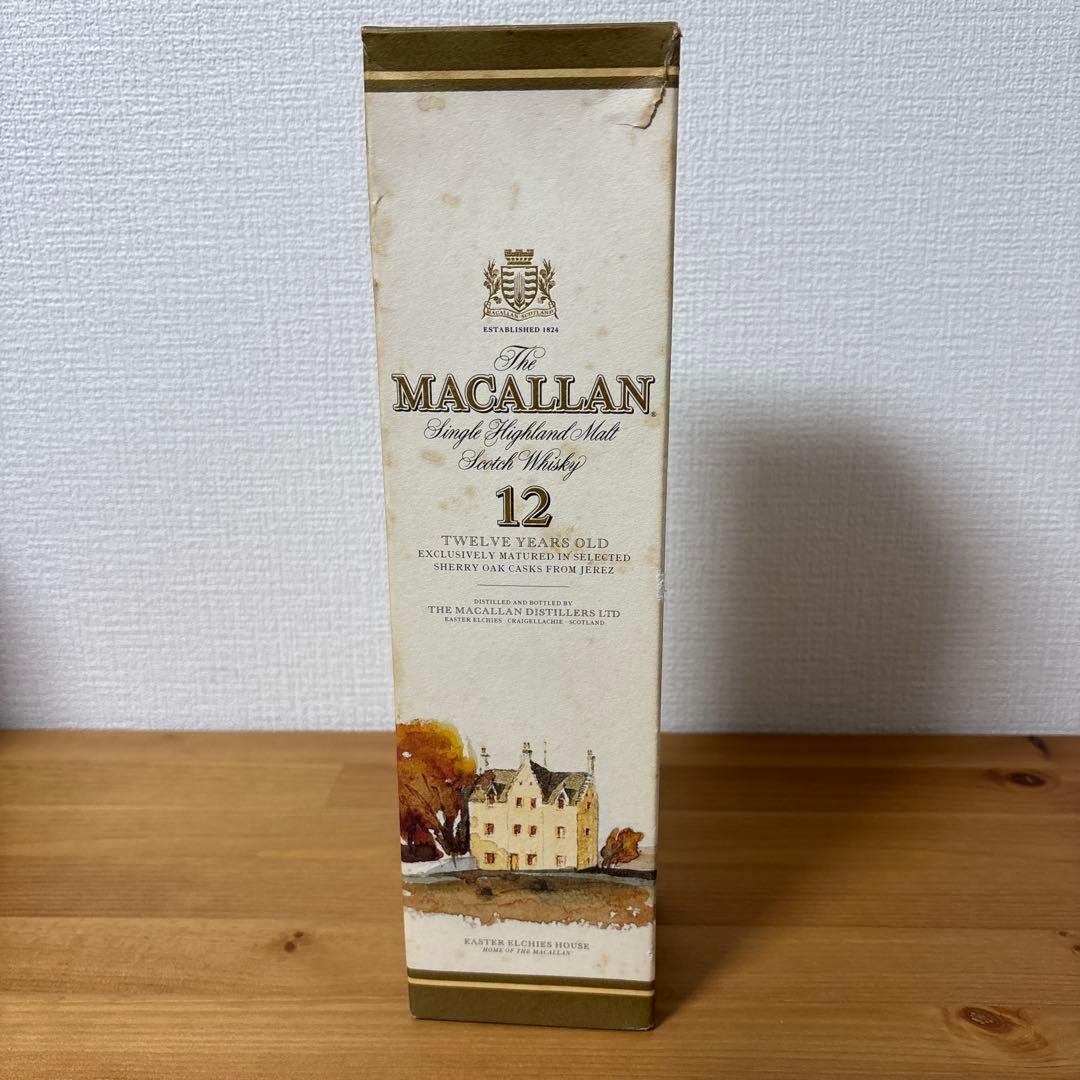 MACALLAN SCOTLAND
ESTABLISHED 1824
The
MACALLAN®
Single Highland Malt
Scotch Whisky
12
TWELVE YEARS OLD
EXCLUSIVELY MATURED IN SELECTED
SHERRY OAK CASKS FROM JEREZ
DISTILLED AND BOTTLED BY
THE MACALLAN DISTILLERS LTD
EASTER ELCHIES · CRAIGELLACHIE · SCOTLAND
EASTER ELCHIES HOUSE
"HOME OF THE MACALLAN"